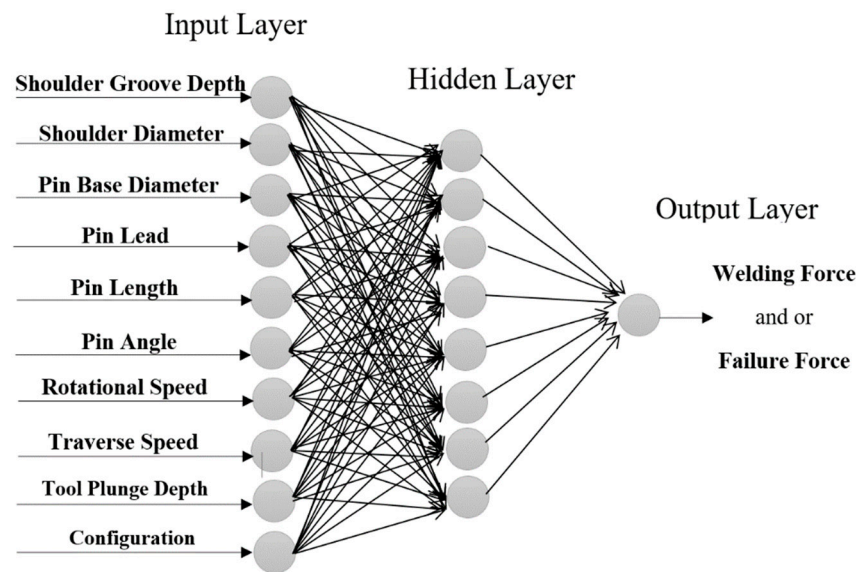 Input Layer
Hidden Layer
Output Layer
Shoulder Groove Depth
Shoulder Diameter
Pin Base Diameter
Pin Lead
Pin Length
Pin Angle
Rotational Speed
Traverse Speed
Tool Plunge Depth
Configuration
Welding Force
and or
Failure Force